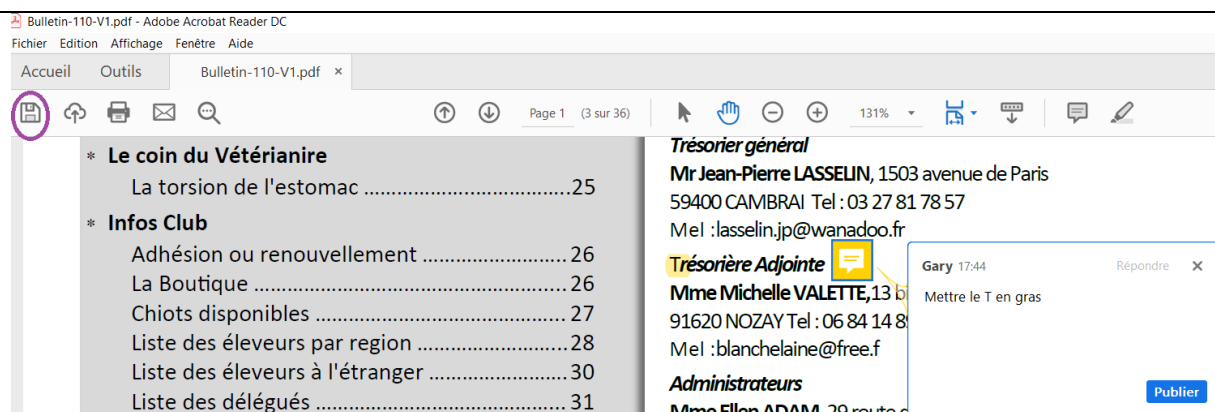 Bulletin-110-V1.pdf - Adobe Acrobat Reader DC
Fichier Edition Affichage Fenêtre Aide
Accueil Outils Bulletin-110-V1.pdf ×
Page 1 (3 sur 36) 131%
* Le coin du Vétérianire
La torsion de l'estomac ....................................25
* Infos Club
Adhésion ou renouvellement ..............................26
La Boutique .......................................................26
Chiots disponibles ............................................27
Liste des éleveurs par region ..........................28
Liste des éleveurs à l'étranger ........................30
Liste des délégués ............................................31
Trésorier général
Mr Jean-Pierre LASSELIN, 1503 avenue de Paris
59400 CAMBRAI Tel : 03 27 81 78 57
Mel :lasselin.jp@wanadoo.fr
Trésorière Adjointe
Mme Michelle VALETTE,13
91620 NOZAY Tel : 06 84 14
Mel :blanchelaine@free.f
Administrateurs
Mme Ellen ADAM, 29 route
Gary 17:44 Répondre ×
Mettre le T en gras
Publier